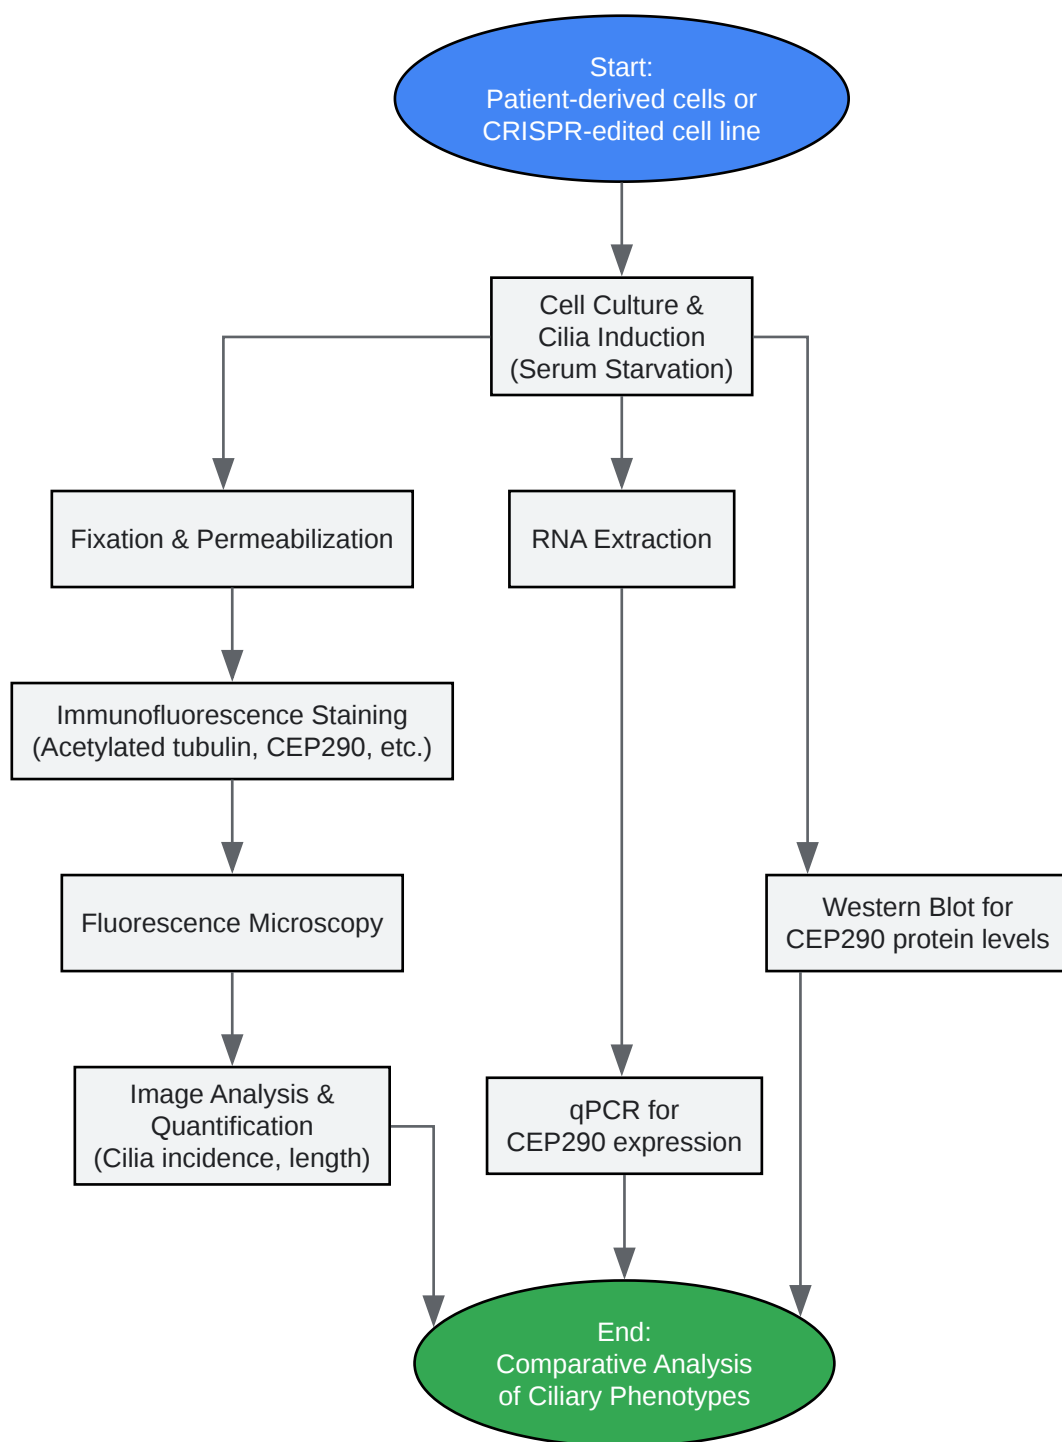 Start:
Patient-derived cells or
CRISPR-edited cell line
Cell Culture &
Cilia Induction
(Serum Starvation)
Fixation & Permeabilization
RNA Extraction
Immunofluorescence Staining
(Acetylated tubulin, CEP290, etc.)
Fluorescence Microscopy
Western Blot for
CEP290 protein levels
Image Analysis &
Quantification
(Cilia incidence, length)
qPCR for
CEP290 expression
End:
Comparative Analysis
of Ciliary Phenotypes